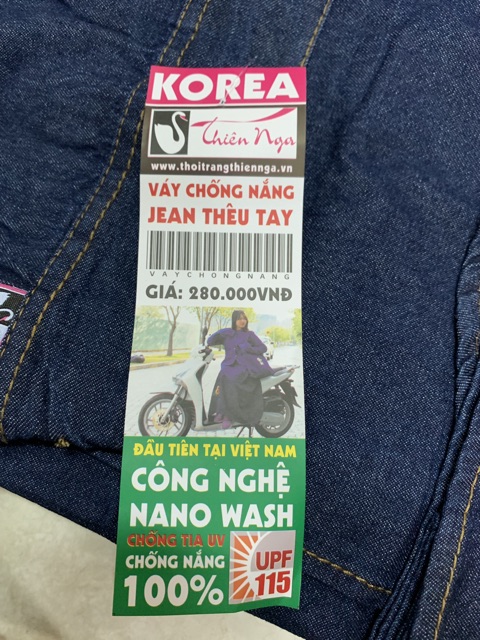 KOREA
Thiên Nga
www.thoitrangthiennga.vn
VÁY CHỐNG NẮNG
JEAN THÊU TAY
VAYCHONGNANG
GIÁ: 280.000VNĐ
ĐẦU TIÊN TẠI VIỆT NAM
CÔNG NGHỆ
NANO WASH
CHỐNG TIA UV
CHỐNG NẮNG
100%
UPF
115